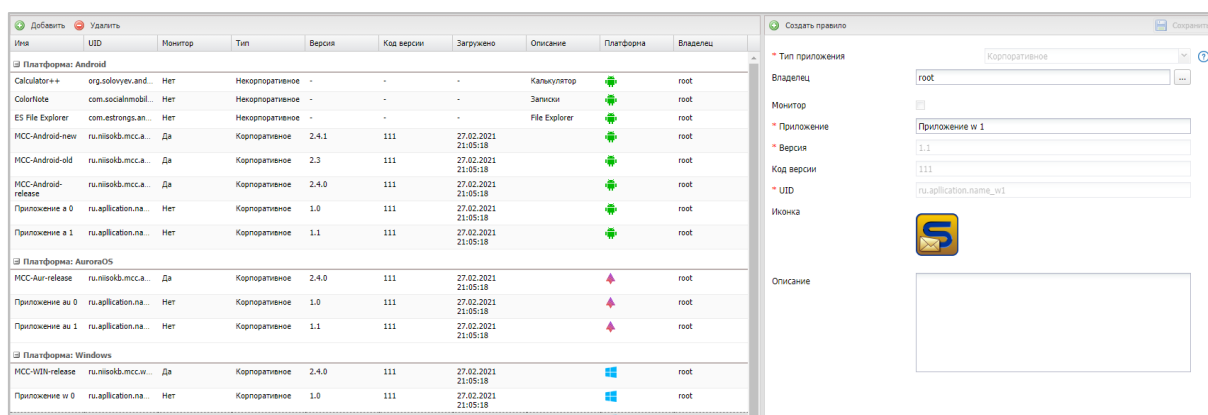 Добавить Удалить
Имя UID Монитор Тип Версия Код версии Загружено Описание Платформа Владелец
Платформа: Android
Calculator++ org.solovyev.and... Нет Некорпоративное - - - Калькулятор root
ColorNote com.socialnmobil... Нет Некорпоративное - - - Записки root
ES File Explorer com.estrongs.an... Нет Некорпоративное - - - File Explorer root
MCC-Android-new ru.niisokb.mcc.a... Да Корпоративное 2.4.1 111 27.02.2021 root
21:05:18
MCC-Android-old ru.niisokb.mcc.a... Да Корпоративное 2.3 111 27.02.2021 root
21:05:18
MCC-Android- ru.niisokb.mcc.a... Да Корпоративное 2.4.0 111 27.02.2021 root
release 21:05:18
Приложение a 0 ru.apllication.na... Нет Корпоративное 1.0 111 27.02.2021 root
21:05:18
Приложение a 1 ru.apllication.na... Нет Корпоративное 1.1 111 27.02.2021 root
21:05:18
Платформа: AuroraOS
MCC-Aur-release ru.niisokb.mcc.a... Да Корпоративное 2.4.0 111 27.02.2021 root
21:05:18
Приложение au 0 ru.apllication.na... Нет Корпоративное 1.0 111 27.02.2021 root
21:05:18
Приложение au 1 ru.apllication.na... Нет Корпоративное 1.1 111 27.02.2021 root
21:05:18
Платформа: Windows
MCC-WIN-release ru.niisokb.mcc.w... Да Корпоративное 2.4.0 111 27.02.2021 root
21:05:18
Приложение w 0 ru.apllication.na... Нет Корпоративное 1.0 111 27.02.2021 root
21:05:18
Создать правило Сохранить
* Тип приложения Корпоративное ?
Владелец root ...
Монитор
* Приложение Приложение w 1
* Версия 1.1
Код версии 111
* UID ru.apllication.name_w1
Иконка S
Описание